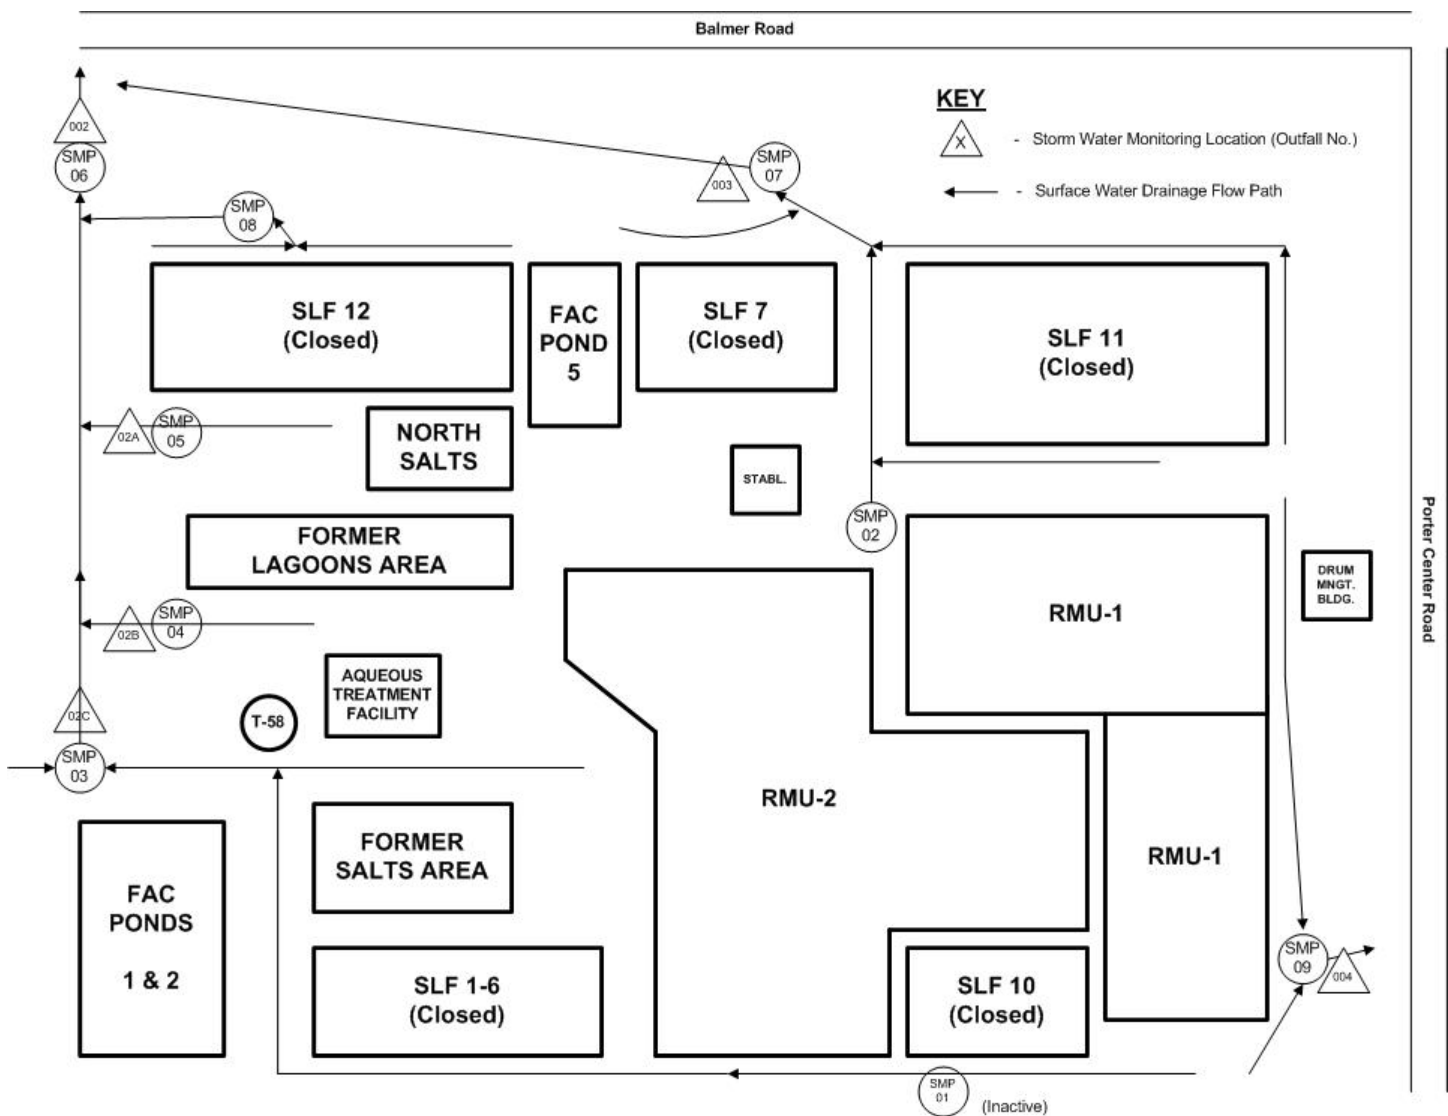 Balmer Road
KEY
X
- Storm Water Monitoring Location (Outfall No.)
- Surface Water Drainage Flow Path
002
SMP
06
SMP
07
003
SMP
08
SLF 12
(Closed)
FAC
POND
5
SLF 7
(Closed)
SLF 11
(Closed)
02A
SMP
05
NORTH
SALTS
STABL.
SMP
02
FORMER
LAGOONS AREA
RMU-1
DRUM
MNGT.
BLDG.
Porter Center Road
02B
SMP
04
AQUEOUS
TREATMENT
FACILITY
T-58
02C
SMP
03
RMU-2
FORMER
SALTS AREA
RMU-1
FAC
PONDS
1 & 2
SLF 1-6
(Closed)
SLF 10
(Closed)
SMP
09
004
SMP
01
(Inactive)